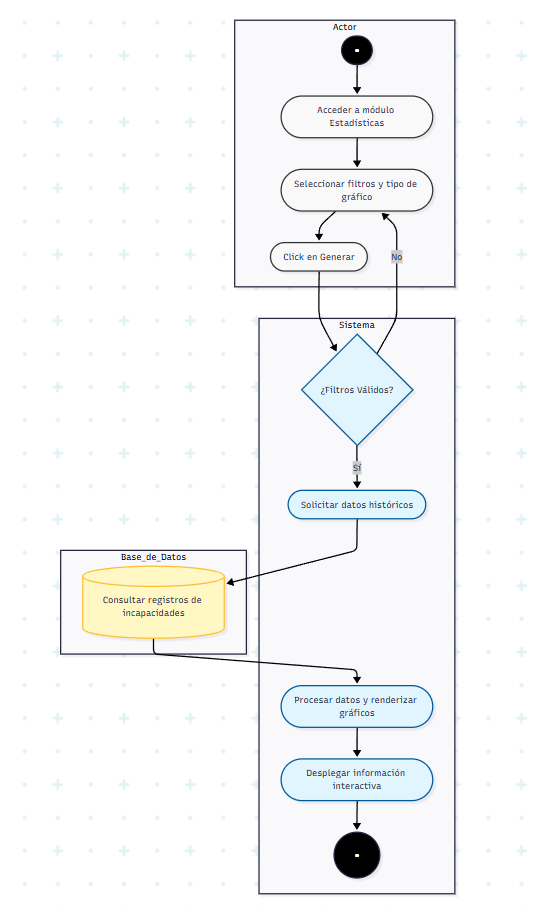 Actor
Acceder a módulo
Estadísticas
Seleccionar filtros y tipo de
gráfico
Click en Generar
No
Sistema
¿Filtros Válidos?
Sí
Solicitar datos históricos
Base_de_Datos
Consultar registros de
incapacidades
Procesar datos y renderizar
gráficos
Desplegar información
interactiva